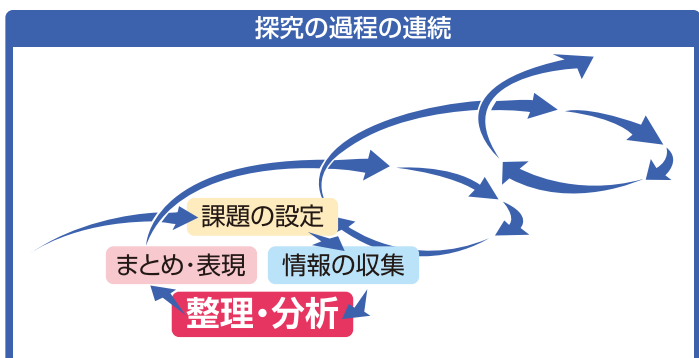 探究の過程の連続
課題の設定
まとめ・表現
情報の収集
整理・分析